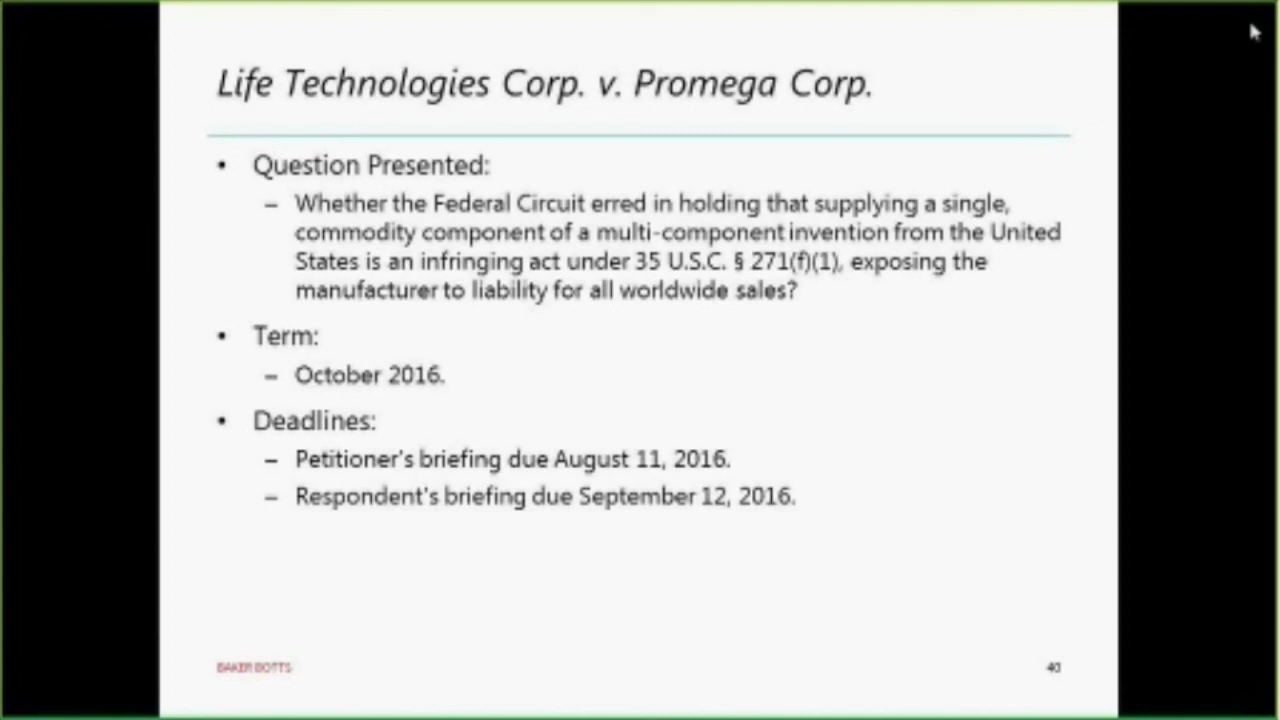 Life Technologies Corp. v. Promega Corp.
• Question Presented:
– Whether the Federal Circuit erred in holding that supplying a single,
commodity component of a multi-component invention from the United
States is an infringing act under 35 U.S.C. § 271(f)(1), exposing the
manufacturer to liability for all worldwide sales?
• Term:
– October 2016.
• Deadlines:
– Petitioner's briefing due August 11, 2016.
– Respondent's briefing due September 12, 2016.
BAKER BOTTS
40